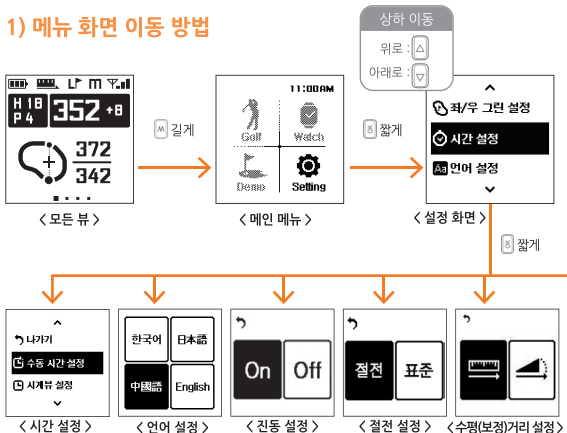 1) 메뉴 화면 이동 방법
상하 이동
위로 : △
아래로 : ▽
H 18
P 4
352 +8
372
342
< 모든 뷰 >
M 길게
11:00AM
Golf
Watch
Demo
Setting
< 메인 메뉴 >
짧게
좌/우 그린 설정
시간 설정
Aa 언어 설정
< 설정 화면 >
짧게
나가기
수동 시간 설정
시계뷰 설정
< 시간 설정 >
한국어
日本語
中國語
English
< 언어 설정 >
On
Off
< 진동 설정 >
절전
표준
< 절전 설정 >
< 수평(보정)거리 설정 >